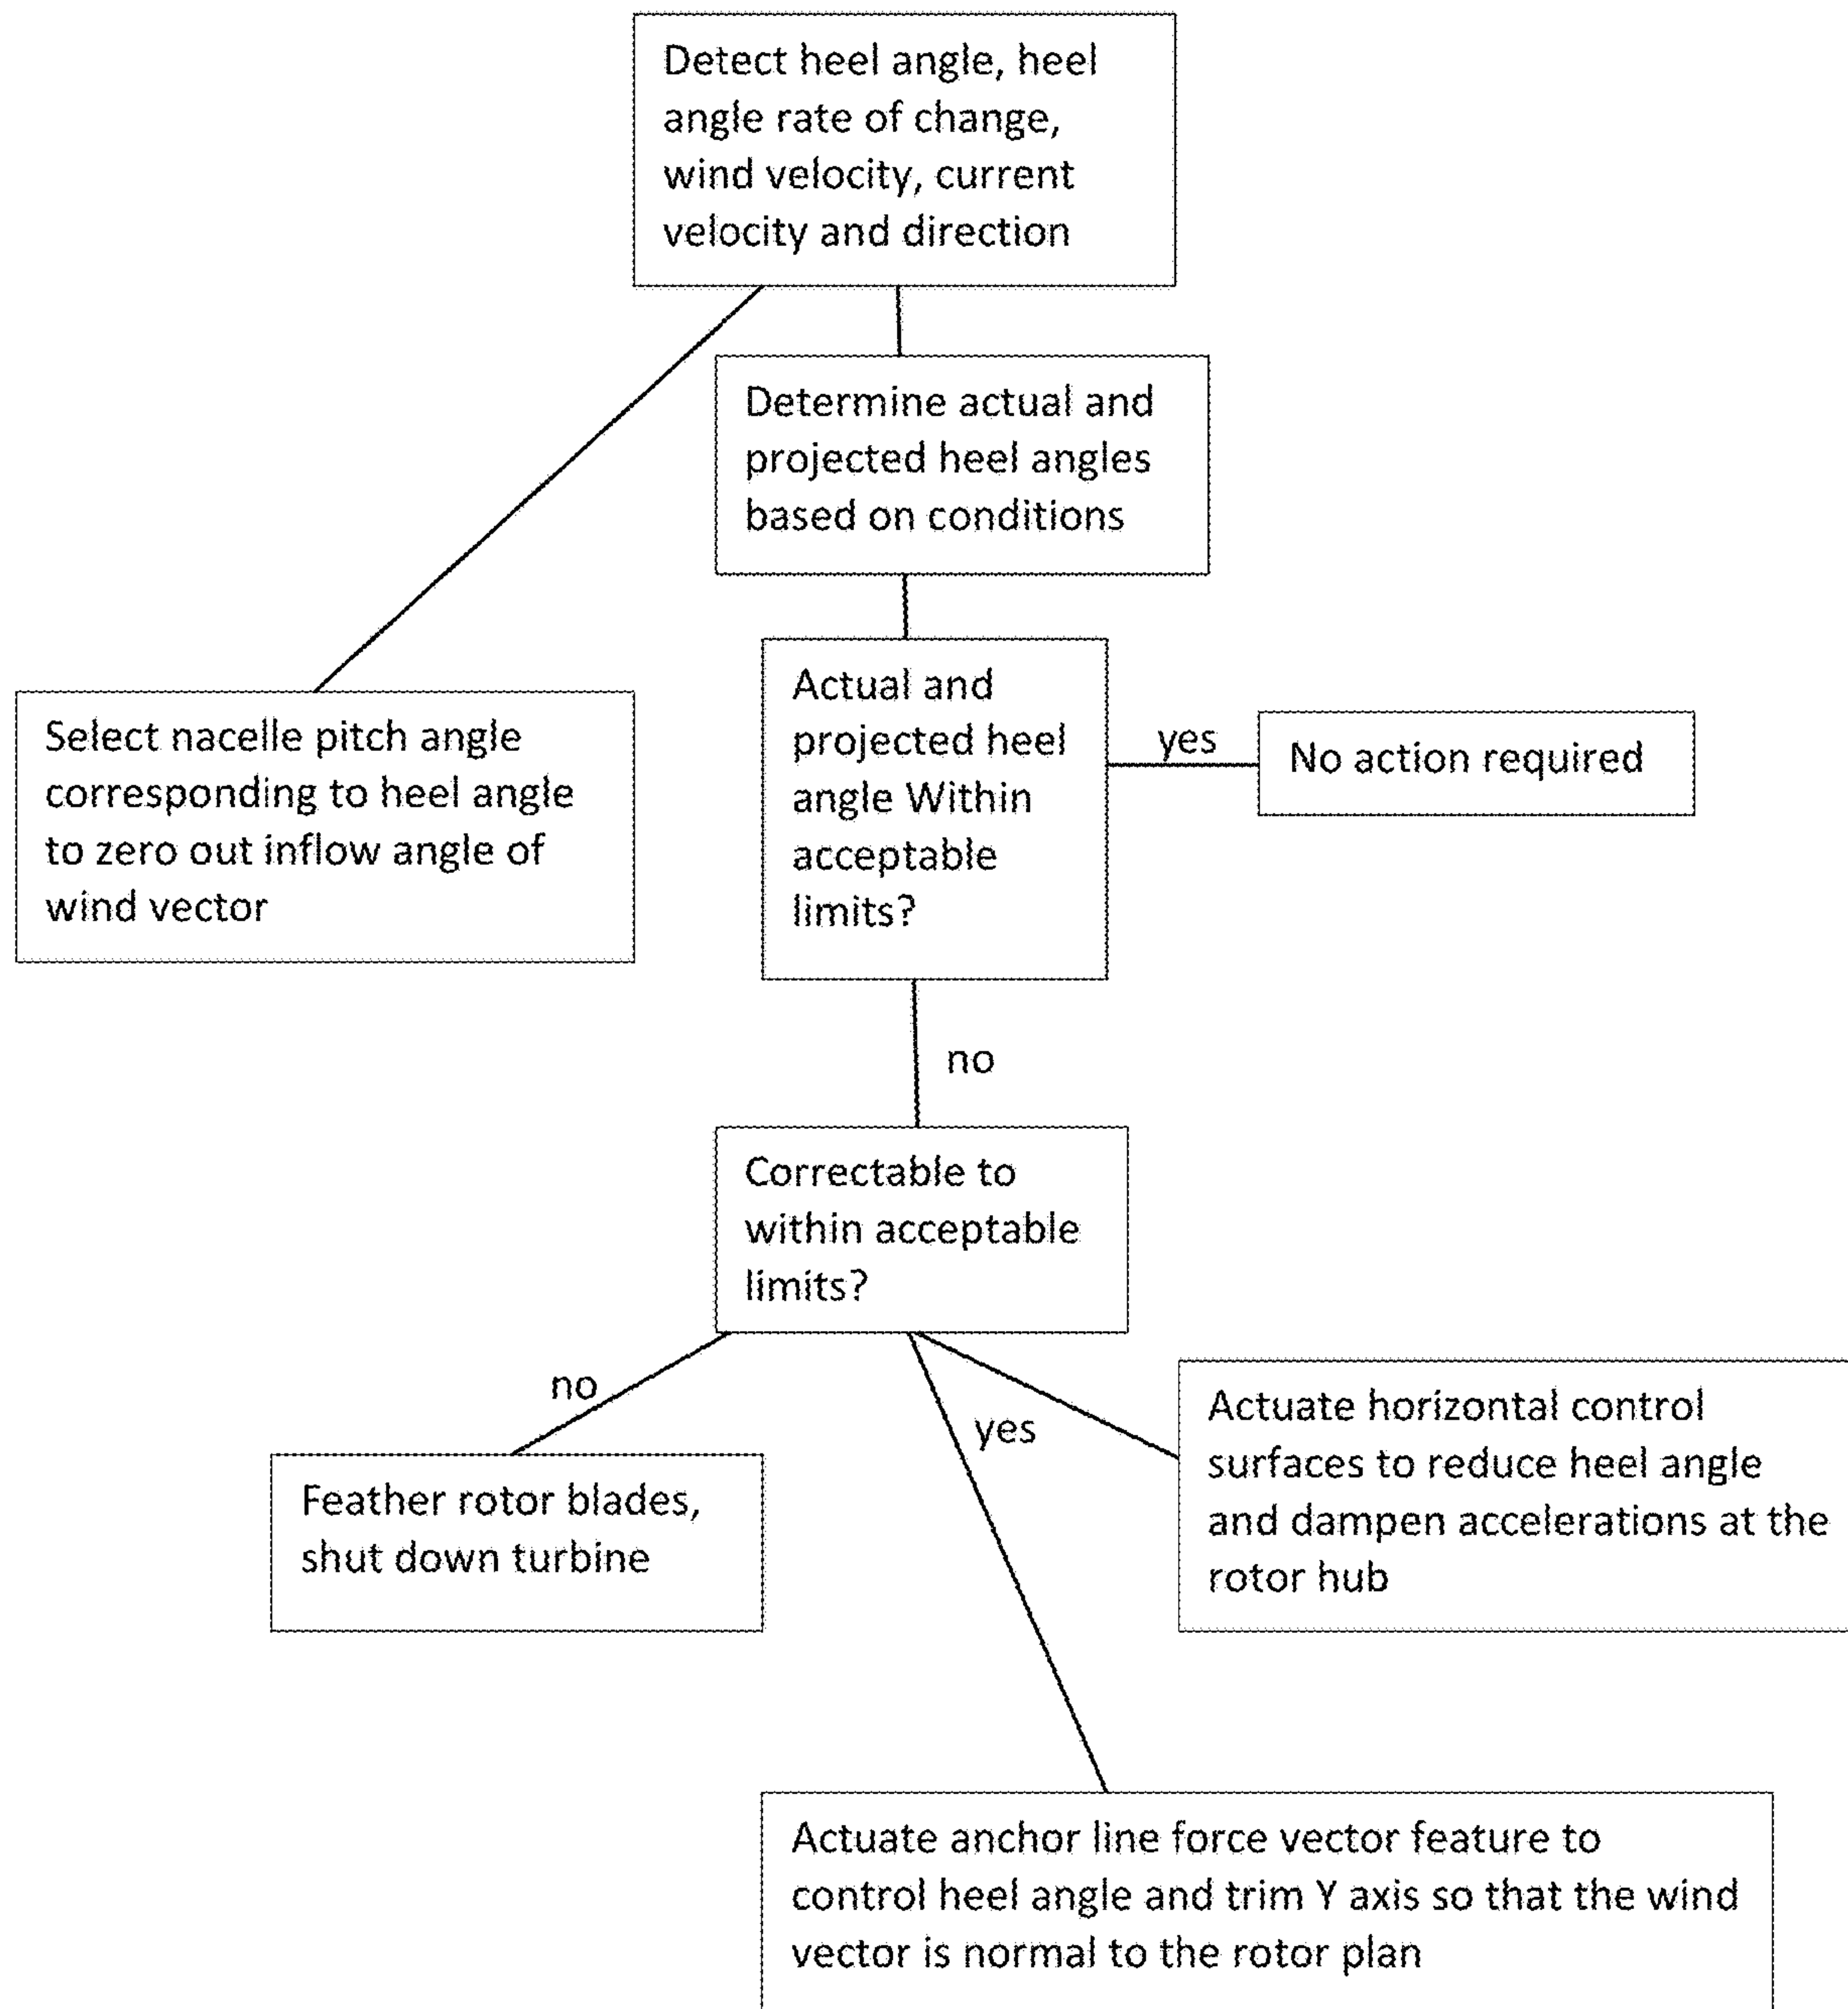 Detect heel angle, heel
angle rate of change,
wind velocity, current
velocity and direction
Determine actual and
projected heel angles
based on conditions
Select nacelle pitch angle
corresponding to heel angle
to zero out inflow angle of
wind vector
Actual and
projected heel
angle Within
acceptable
limits?
yes
No action required
no
Correctable to
within acceptable
limits?
no
yes
Feather rotor blades,
shut down turbine
Actuate horizontal control
surfaces to reduce heel angle
and dampen accelerations at the
rotor hub
Actuate anchor line force vector feature to
control heel angle and trim Y axis so that the wind
vector is normal to the rotor plan